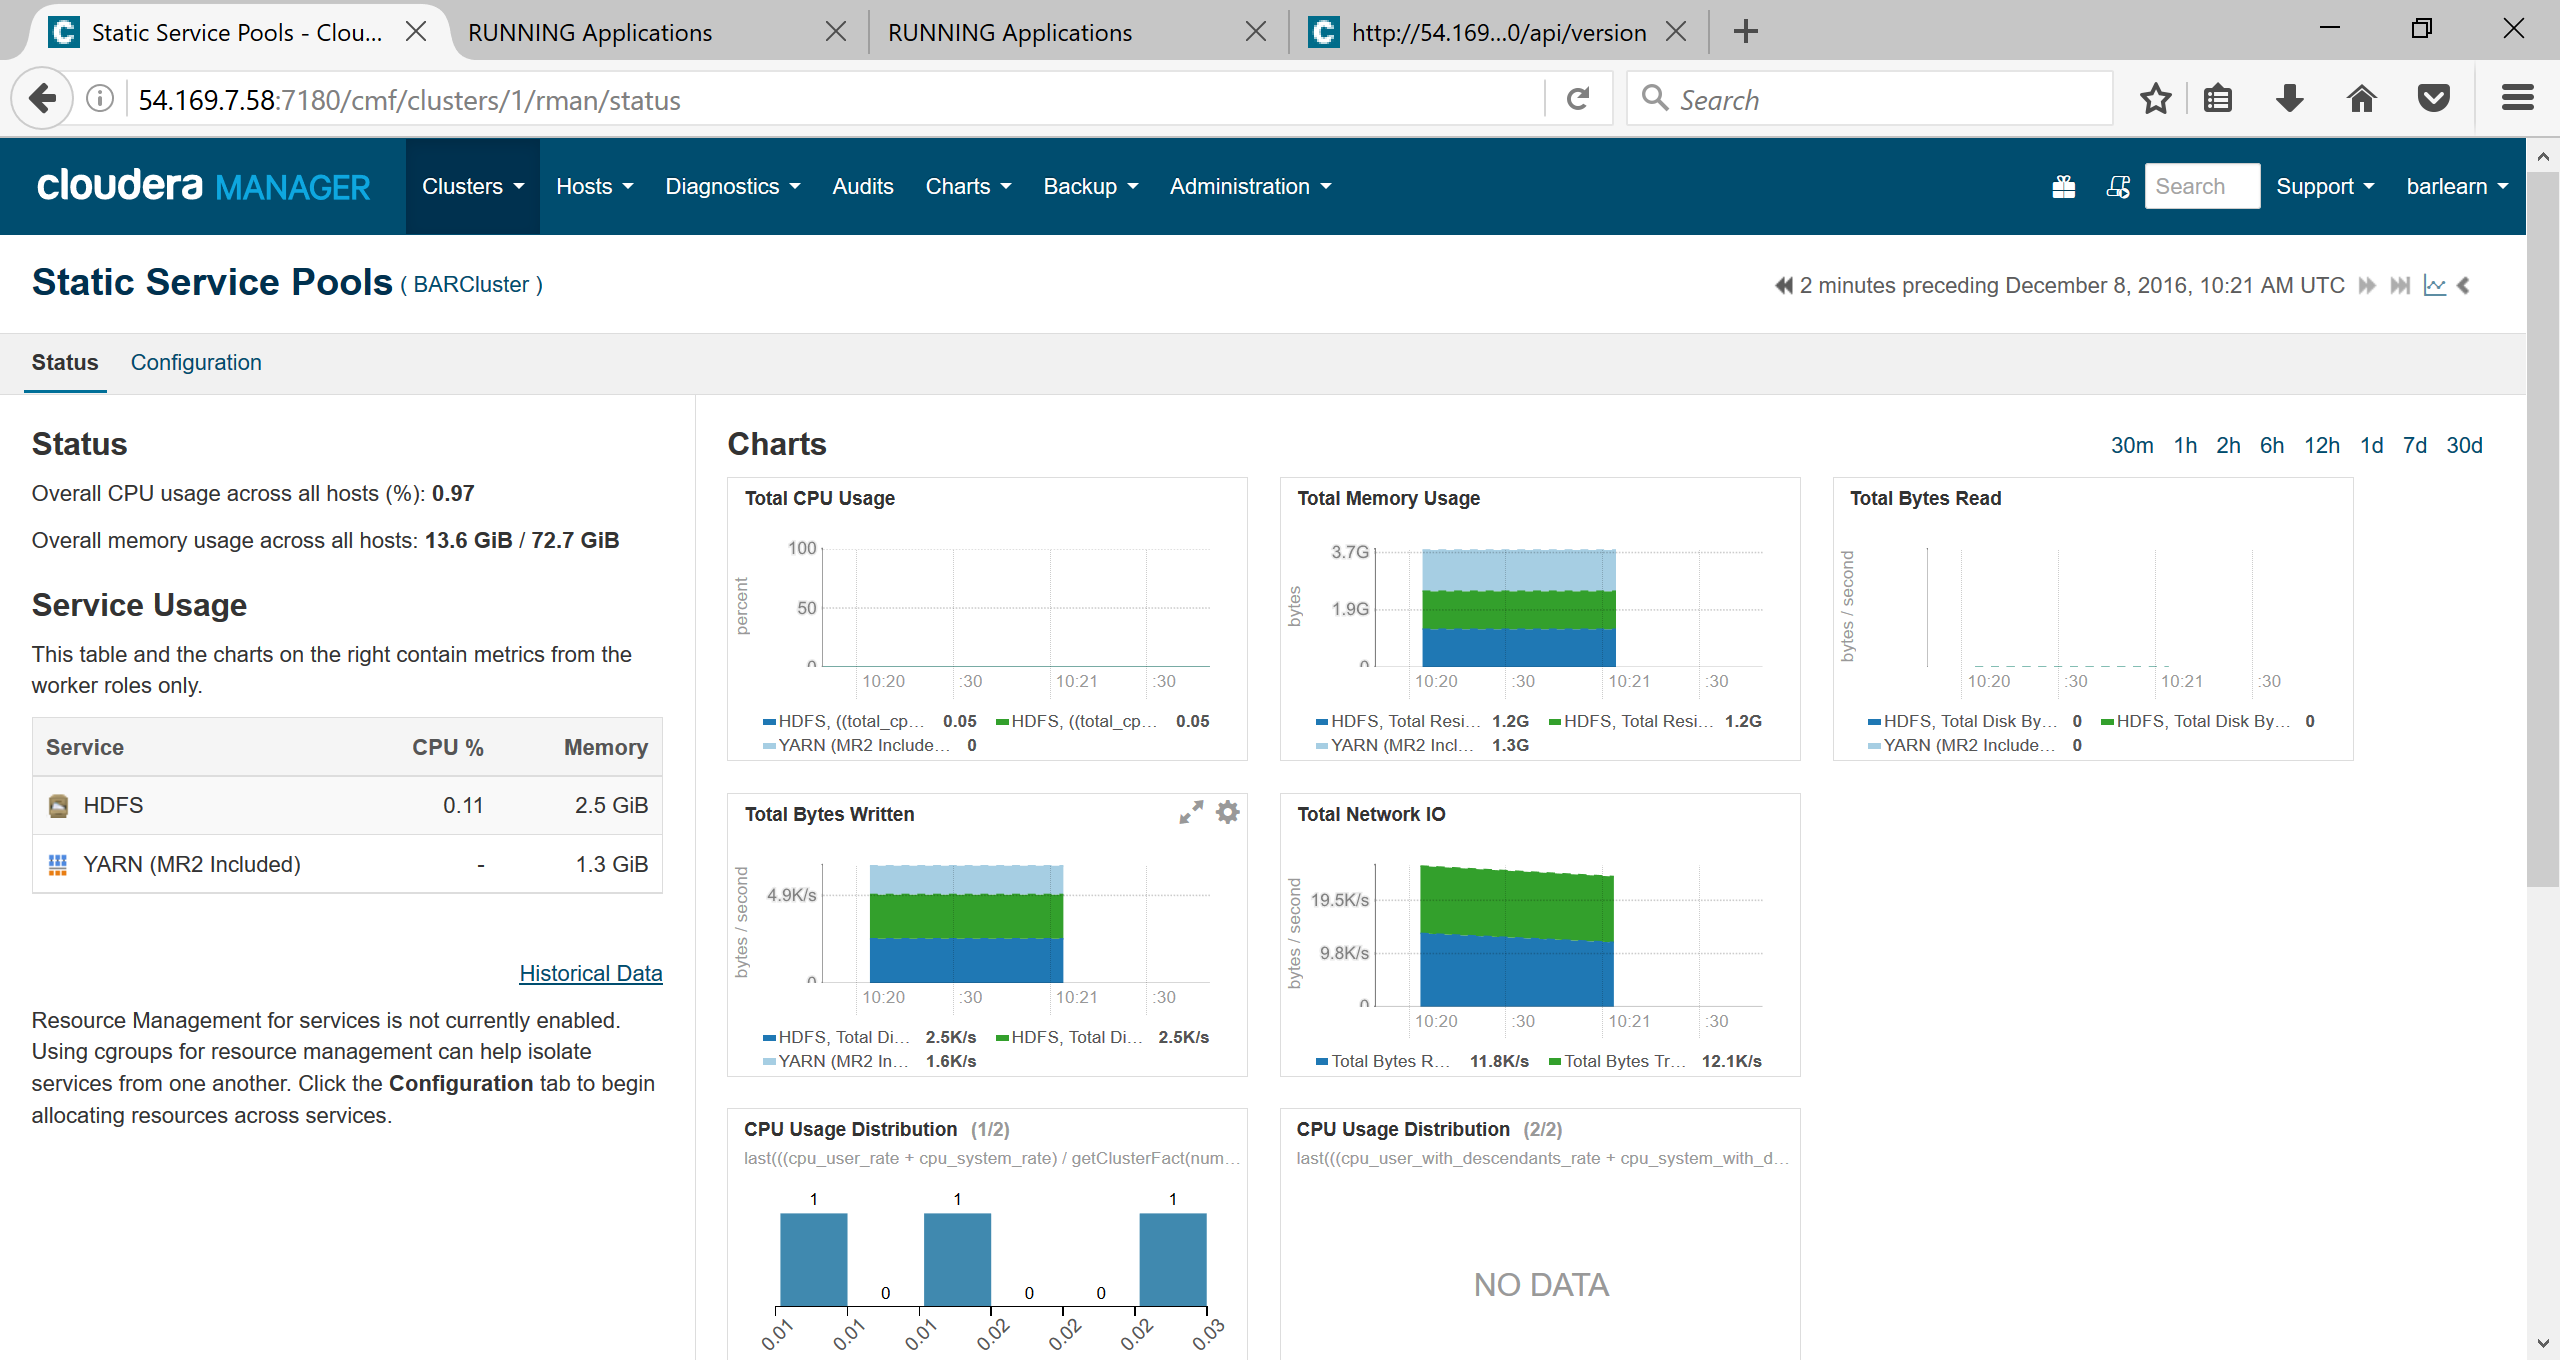 Static Service Pools - Clou...
RUNNING Applications
RUNNING Applications
http://54.169...0/api/version
54.169.7.58:7180/cmf/clusters/1/rman/status
Search
cloudera MANAGER
Clusters
Hosts
Diagnostics
Audits
Charts
Backup
Administration
Search
Support
barlearn
Static Service Pools ( BARCluster )
2 minutes preceding December 8, 2016, 10:21 AM UTC
Status
Configuration
Status
Overall CPU usage across all hosts (%): 0.97
Overall memory usage across all hosts: 13.6 GiB / 72.7 GiB
Service Usage
This table and the charts on the right contain metrics from the
worker roles only.
Service CPU % Memory
HDFS 0.11 2.5 GiB
YARN (MR2 Included) - 1.3 GiB
Historical Data
Resource Management for services is not currently enabled.
Using cgroups for resource management can help isolate
services from one another. Click the Configuration tab to begin
allocating resources across services.
Charts
30m 1h 2h 6h 12h 1d 7d 30d
Total CPU Usage
percent
100
50
0
10:20 :30 10:21 :30
HDFS, ((total_cp... 0.05 HDFS, ((total_cp... 0.05
YARN (MR2 Include... 0
Total Memory Usage
bytes
3.7G
1.9G
0
10:20 :30 10:21 :30
HDFS, Total Resi... 1.2G HDFS, Total Resi... 1.2G
YARN (MR2 Incl... 1.3G
Total Bytes Read
bytes / second
10:20 :30 10:21 :30
HDFS, Total Disk By... 0 HDFS, Total Disk By... 0
YARN (MR2 Include... 0
Total Bytes Written
bytes / second
4.9K/s
0
10:20 :30 10:21 :30
HDFS, Total Di... 2.5K/s HDFS, Total Di... 2.5K/s
YARN (MR2 In... 1.6K/s
Total Network IO
bytes / second
19.5K/s
9.8K/s
0
10:20 :30 10:21 :30
Total Bytes R... 11.8K/s Total Bytes Tr... 12.1K/s
CPU Usage Distribution (1/2)
last(((cpu_user_rate + cpu_system_rate) / getClusterFact(num...
1 0 1 0 0 1
0.01 0.01 0.01 0.02 0.02 0.02 0.03
CPU Usage Distribution (2/2)
last(((cpu_user_with_descendants_rate + cpu_system_with_d...
NO DATA